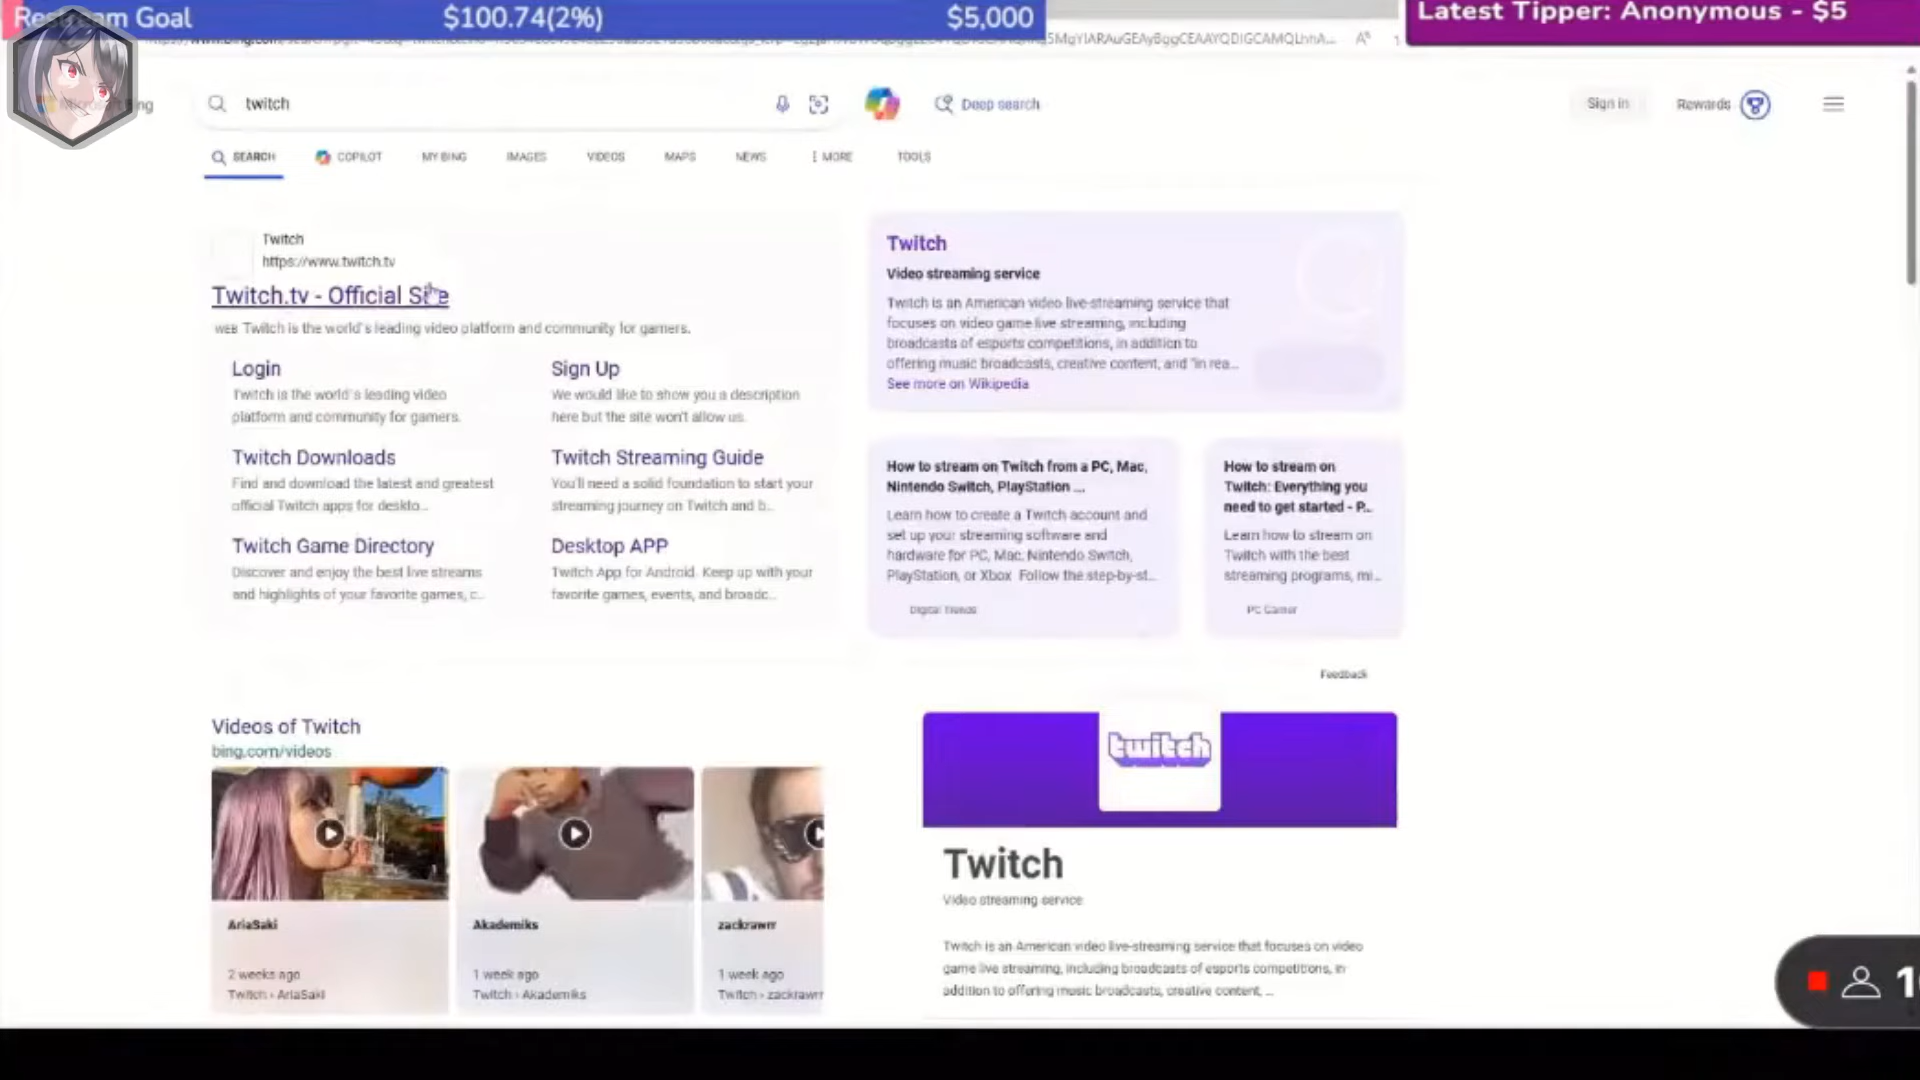 Restream Goal $100.74(2%) $5,000
Latest Tipper: Anonymous - $5
twitch
Deep search
Sign in
Rewards
SEARCH
COPILOT
MY BING
IMAGES
VIDEOS
MAPS
NEWS
MORE
TOOLS
Twitch
https://www.twitch.tv
Twitch.tv - Official Site
WEB Twitch is the world's leading video platform and community for gamers.
Login
Twitch is the world's leading video
platform and community for gamers.
Sign Up
We would like to show you a description
here but the site won't allow us.
Twitch Downloads
Find and download the latest and greatest
official Twitch apps for deskto...
Twitch Streaming Guide
You'll need a solid foundation to start your
streaming journey on Twitch and b...
Twitch Game Directory
Discover and enjoy the best live streams
and highlights of your favorite games, c...
Desktop APP
Twitch App for Android. Keep up with your
favorite games, events, and broadc...
Twitch
Video streaming service
Twitch is an American video live-streaming service that
focuses on video game live streaming, including
broadcasts of esports competitions, in addition to
offering music broadcasts, creative content, and "in rea...
See more on Wikipedia
How to stream on Twitch from a PC, Mac,
Nintendo Switch, PlayStation ...
Learn how to create a Twitch account and
set up your streaming software and
hardware for PC, Mac, Nintendo Switch,
PlayStation, or Xbox Follow the step-by-st...
Digital Trends
How to stream on
Twitch: Everything you
need to get started - P...
Learn how to stream on
Twitch with the best
streaming programs, mi...
PC Gamer
Feedback
Videos of Twitch
bing.com/videos
AriaSaki
2 weeks ago
Twitch › AriaSaki
Akademiks
1 week ago
Twitch › Akademiks
zackrawrr
1 week ago
Twitch › zackrawrr
twitch
Twitch
Video streaming service
Twitch is an American video live-streaming service that focuses on video
game live streaming, including broadcasts of esports competitions, in
addition to offering music broadcasts, creative content, ...